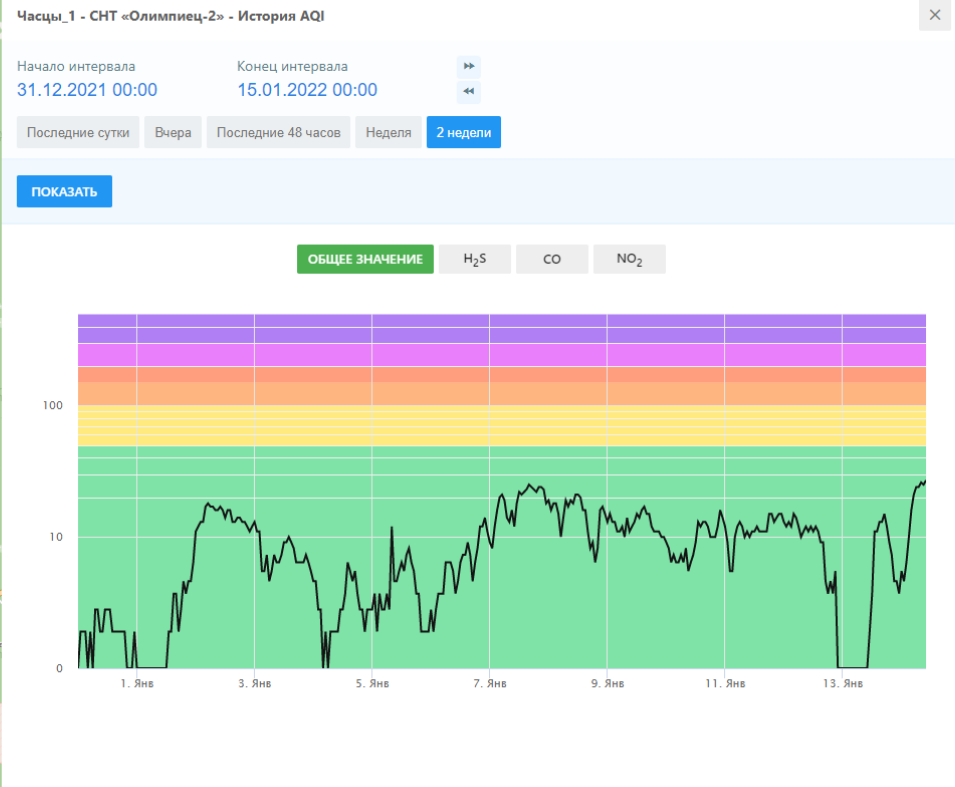 Часцы_1 - СНТ «Олимпиец-2» - История AQI
Начало интервала
Конец интервала
31.12.2021 00:00
15.01.2022 00:00
Последние сутки
Вчера
Последние 48 часов
Неделя
2 недели
ПОКАЗАТЬ
ОБЩЕЕ ЗНАЧЕНИЕ
H2S
CO
NO2
100
10
0
1. Янв
3. Янв
5. Янв
7. Янв
9. Янв
11. Янв
13. Янв